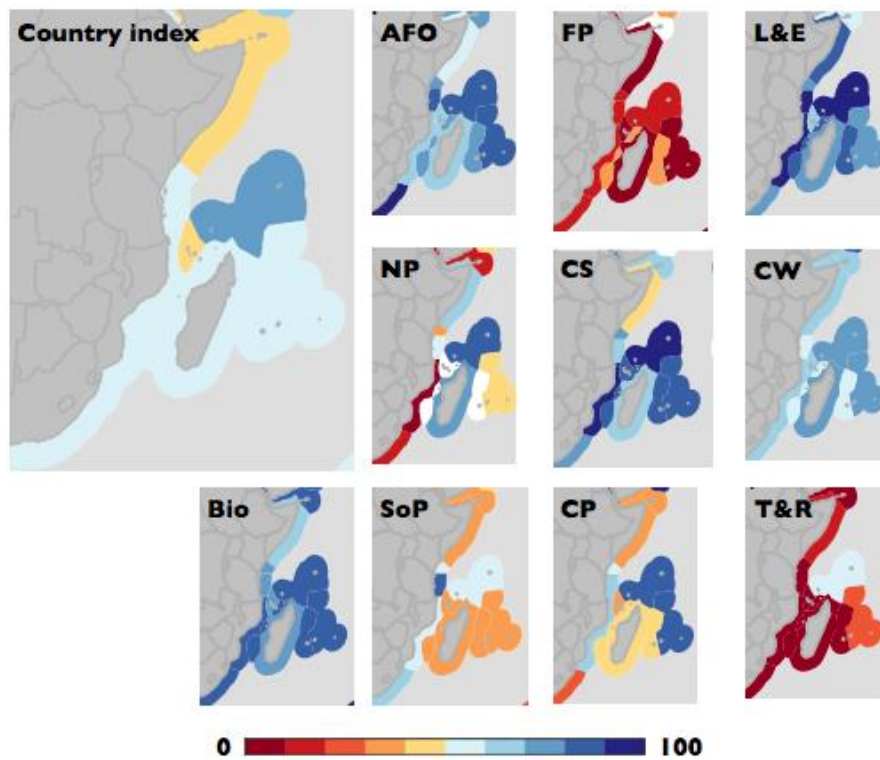 Country index
AFO
FP
L&E
NP
CS
CW
Bio
SoP
CP
T&R
0 100